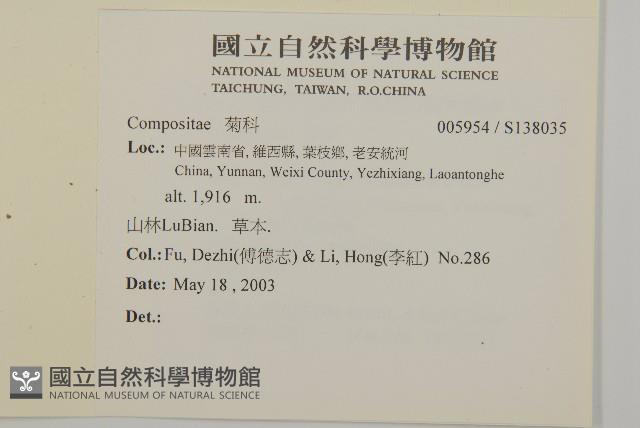 國立自然科學博物館
NATIONAL MUSEUM OF NATURAL SCIENCE
TAICHUNG, TAIWAN, R.O.CHINA
Compositae 菊科 005954 / S138035
Loc.: 中國雲南省, 維西縣, 葉枝鄉, 老安統河
China, Yunnan, Weixi County, Yezhixiang, Laoantonghe
alt. 1,916 m.
山林LuBian. 草本.
Col.: Fu, Dezhi(傅德志) & Li, Hong(李紅) No.286
Date: May 18 , 2003
Det.:
國立自然科學博物館
NATIONAL MUSEUM OF NATURAL SCIENCE